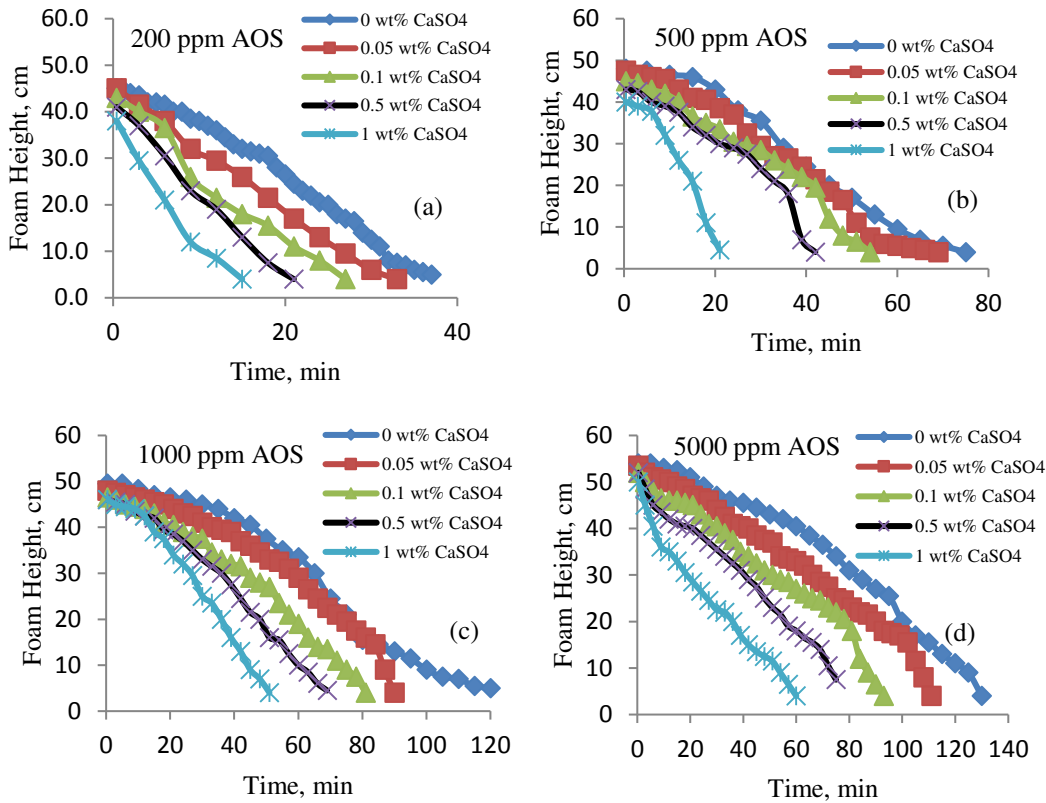 200 ppm AOS
0 wt% CaSO4
0.05 wt% CaSO4
0.1 wt% CaSO4
0.5 wt% CaSO4
1 wt% CaSO4
(a)
60.0
50.0
40.0
30.0
20.0
10.0
0.0
0
20
40
Foam Height, cm
Time, min
500 ppm AOS
0 wt% CaSO4
0.05 wt% CaSO4
0.1 wt% CaSO4
0.5 wt% CaSO4
1 wt% CaSO4
(b)
60
50
40
30
20
10
0
0
20
40
60
80
Foam Height, cm
Time, min
1000 ppm AOS
0 wt% CaSO4
0.05 wt% CaSO4
0.1 wt% CaSO4
0.5 wt% CaSO4
1 wt% CaSO4
(c)
60
50
40
30
20
10
0
0
20
40
60
80
100
120
Foam Height, cm
Time, min
5000 ppm AOS
0 wt% CaSO4
0.05 wt% CaSO4
0.1 wt% CaSO4
0.5 wt% CaSO4
1 wt% CaSO4
(d)
60
50
40
30
20
10
0
0
20
40
60
80
100
120
140
Foam Height, cm
Time, min